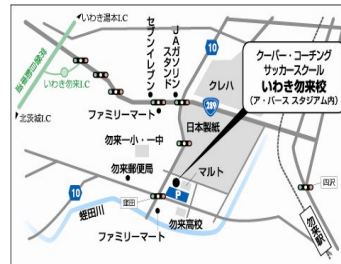 いわき湯本I.C
常磐自動車道
いわき勿来I.C
北茨城I.C
セブンイレブン
JAガソリン
スタンド
10
クレハ
クーバー・コーチング
サッカースクール
いわき勿来校
(ア・パース スタジアム内)
289
ファミリーマート
日本製紙
勿来一小・一中
勿来郵便局
マルト
四沢
10
蛭田川
蛭田
P
勿来高校
ファミリーマート
勿来駅